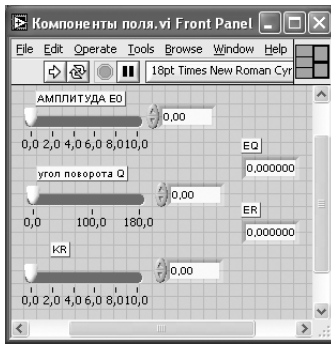 Компоненты поля.vi Front Panel
File Edit Operate Tools Browse Window Help
18pt Times New Roman Cyr
АМПЛИТУДА E0
0,00
0,0 2,0 4,0 6,0 8,0 10,0
EQ
0,000000
угол поворота Q
0,00
0,0 100,0 180,0
ER
0,000000
KR
0,00
0,0 2,0 4,0 6,0 8,0 10,0